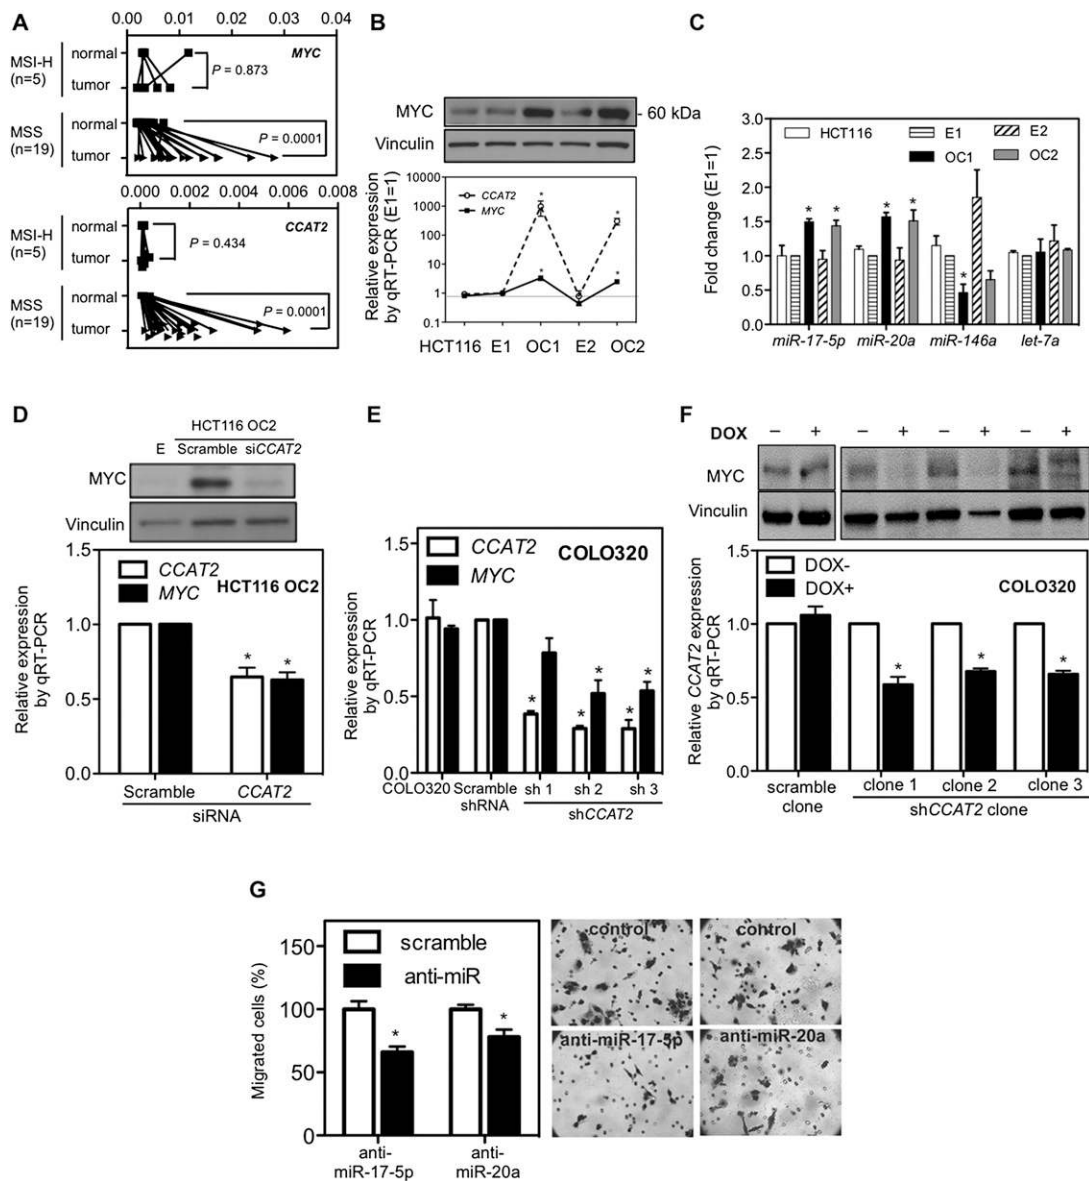 A
0.00 0.01 0.02 0.03 0.04
MSI-H
(n=5)
normal
tumor
MYC
P = 0.873
MSS
(n=19)
normal
tumor
P = 0.0001
0.000 0.002 0.004 0.006 0.008
MSI-H
(n=5)
normal
tumor
CCAT2
P = 0.434
MSS
(n=19)
normal
tumor
P = 0.0001
B
MYC
- 60 kDa
Vinculin
Relative expression
by qRT-PCR (E1=1)
10000
1000
100
10
1
0.1
CCAT2
MYC
* * * *
HCT116 E1 OC1 E2 OC2
C
HCT116 E1 E2
OC1 OC2
Fold change (E1=1)
3.0
2.5
2.0
1.5
1.0
0.5
0.0
* * * * *
miR-17-5p miR-20a miR-146a let-7a
D
HCT116 OC2
E Scramble siCCAT2
MYC
Vinculin
Relative expression
by qRT-PCR
1.5
1.0
0.5
0.0
CCAT2
MYC
HCT116 OC2
* *
Scramble CCAT2
siRNA
E
Relative expression
by qRT-PCR
1.5
1.0
0.5
0.0
CCAT2
MYC
COLO320
* * * * *
COLO320 Scramble sh 1 sh 2 sh 3
shRNA shCCAT2
F
DOX – + – + – + – +
MYC
Vinculin
Relative CCAT2 expression
by qRT-PCR
1.5
1.0
0.5
0.0
DOX-
DOX+
COLO320
* * *
scramble clone 1 clone 2 clone 3
clone shCCAT2 clone
G
Migrated cells (%)
150
100
50
0
scramble
anti-miR
* *
anti- anti-
miR-17-5p miR-20a
control control
anti-miR-17-5p anti-miR-20a